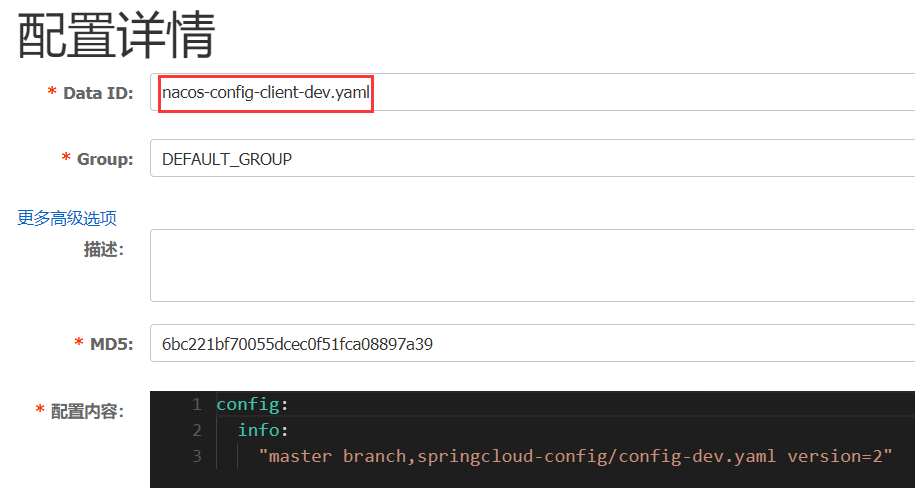 配置详情
* Data ID: nacos-config-client-dev.yaml
* Group: DEFAULT_GROUP
更多高级选项
描述:
* MD5: 6bc221bf70055dcec0f51fca08897a39
* 配置内容:
1 config:
2 info:
3 "master branch,springcloud-config/config-dev.yaml version=2"